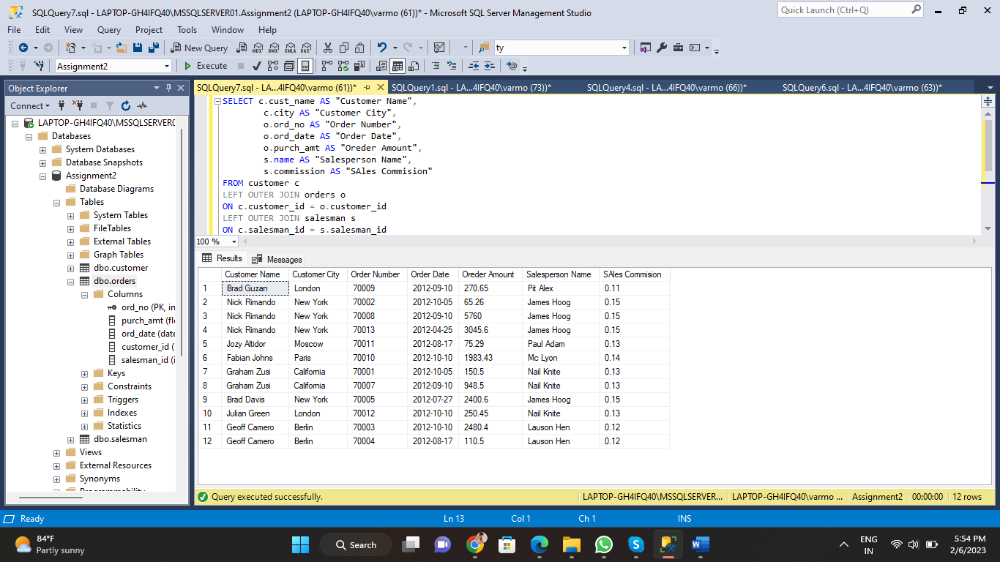 SQLQuery7.sql - LAPTOP-GH4IFQ40\MSSQLSERVER01.Assignment2 (LAPTOP-GH4IFQ40\varmo (61))* - Microsoft SQL Server Management Studio
Quick Launch (Ctrl+Q)
File Edit View Query Project Tools Window Help
New Query MDX DMX XMLA DAX ty
Assignment2 Execute
Object Explorer
SQLQuery7.sql - LA...4IFQ40\varmo (61))* SQLQuery1.sql - LA...4IFQ40\varmo (73))* SQLQuery4.sql - LA...4IFQ40\varmo (66))* SQLQuery6.sql - LA...4IFQ40\varmo (63))*
Connect
LAPTOP-GH4IFQ40\MSSQLSERVER0
Databases
System Databases
Database Snapshots
Assignment2
Database Diagrams
Tables
System Tables
FileTables
External Tables
Graph Tables
dbo.customer
dbo.orders
Columns
ord_no (PK, in
purch_amt (flo
ord_date (date
customer_id (
salesman_id (i
Keys
Constraints
Triggers
Indexes
Statistics
dbo.salesman
Views
External Resources
Synonyms
Programmability
SELECT c.cust_name AS "Customer Name",
c.city AS "Customer City",
o.ord_no AS "Order Number",
o.ord_date AS "Order Date",
o.purch_amt AS "Oreder Amount",
s.name AS "Salesperson Name",
s.commission AS "SAles Commision"
FROM customer c
LEFT OUTER JOIN orders o
ON c.customer_id = o.customer_id
LEFT OUTER JOIN salesman s
ON c.salesman_id = s.salesman_id
100 %
Results Messages
Customer Name Customer City Order Number Order Date Oreder Amount Salesperson Name SAles Commision
1 Brad Guzan London 70009 2012-09-10 270.65 Pit Alex 0.11
2 Nick Rimando New York 70002 2012-10-05 65.26 James Hoog 0.15
3 Nick Rimando New York 70008 2012-09-10 5760 James Hoog 0.15
4 Nick Rimando New York 70013 2012-04-25 3045.6 James Hoog 0.15
5 Jozy Altidor Moscow 70011 2012-08-17 75.29 Paul Adam 0.13
6 Fabian Johns Paris 70010 2012-10-10 1983.43 Mc Lyon 0.14
7 Graham Zusi California 70001 2012-10-05 150.5 Nail Knite 0.13
8 Graham Zusi California 70007 2012-09-10 948.5 Nail Knite 0.13
9 Brad Davis New York 70005 2012-07-27 2400.6 James Hoog 0.15
10 Julian Green London 70012 2012-10-10 250.45 Nail Knite 0.13
11 Geoff Camero Berlin 70003 2012-10-10 2480.4 Lauson Hen 0.12
12 Geoff Camero Berlin 70004 2012-08-17 110.5 Lauson Hen 0.12
Query executed successfully. LAPTOP-GH4IFQ40\MSSQLSERVER... LAPTOP-GH4IFQ40\varmo ... Assignment2 00:00:00 12 rows
Ready Ln 13 Col 1 Ch 1 INS
84°F
Partly sunny
Search
ENG
IN
5:54 PM
2/6/2023